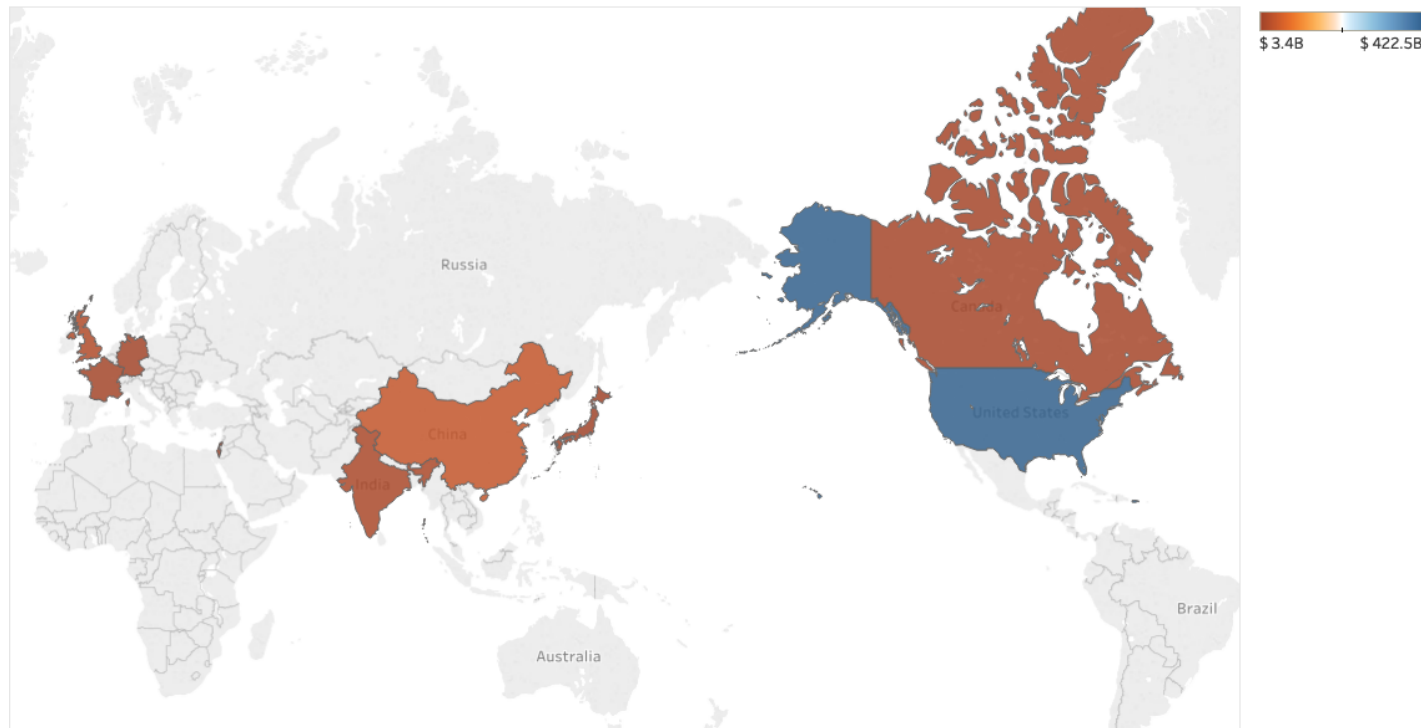 $ 3.4B
$ 422.5B
Russia
Canada
United States
China
India
Brazil
Australia